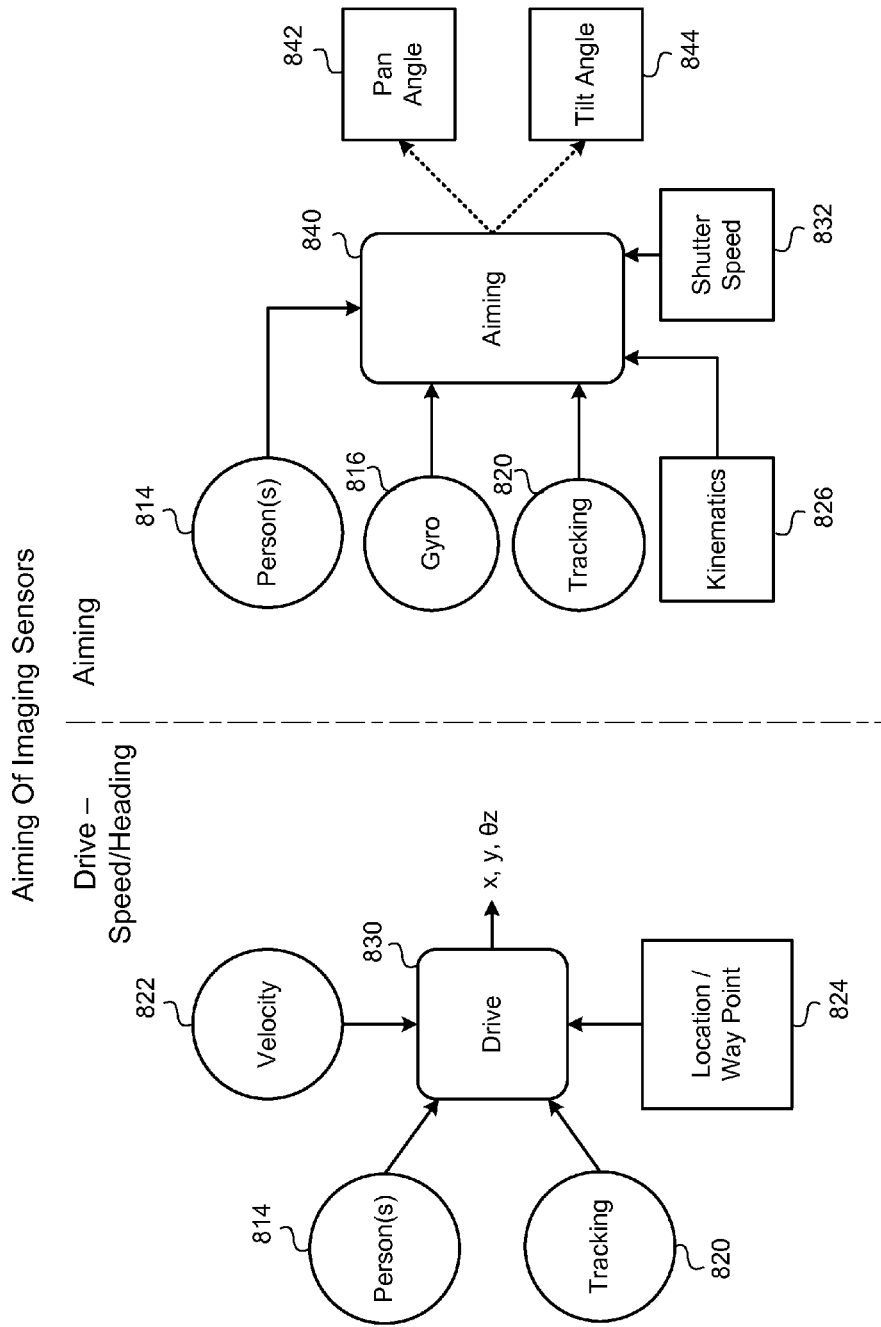 Aiming Of Imaging Sensors
Drive –
Speed/Heading
822
Velocity
814
Person(s)
830
Drive
x, y, θz
Tracking
820
Location /
Way Point
824
Aiming
814
Person(s)
816
Gyro
820
Tracking
Kinematics
826
840
Aiming
Shutter
Speed
832
842
Pan
Angle
Tilt Angle
844